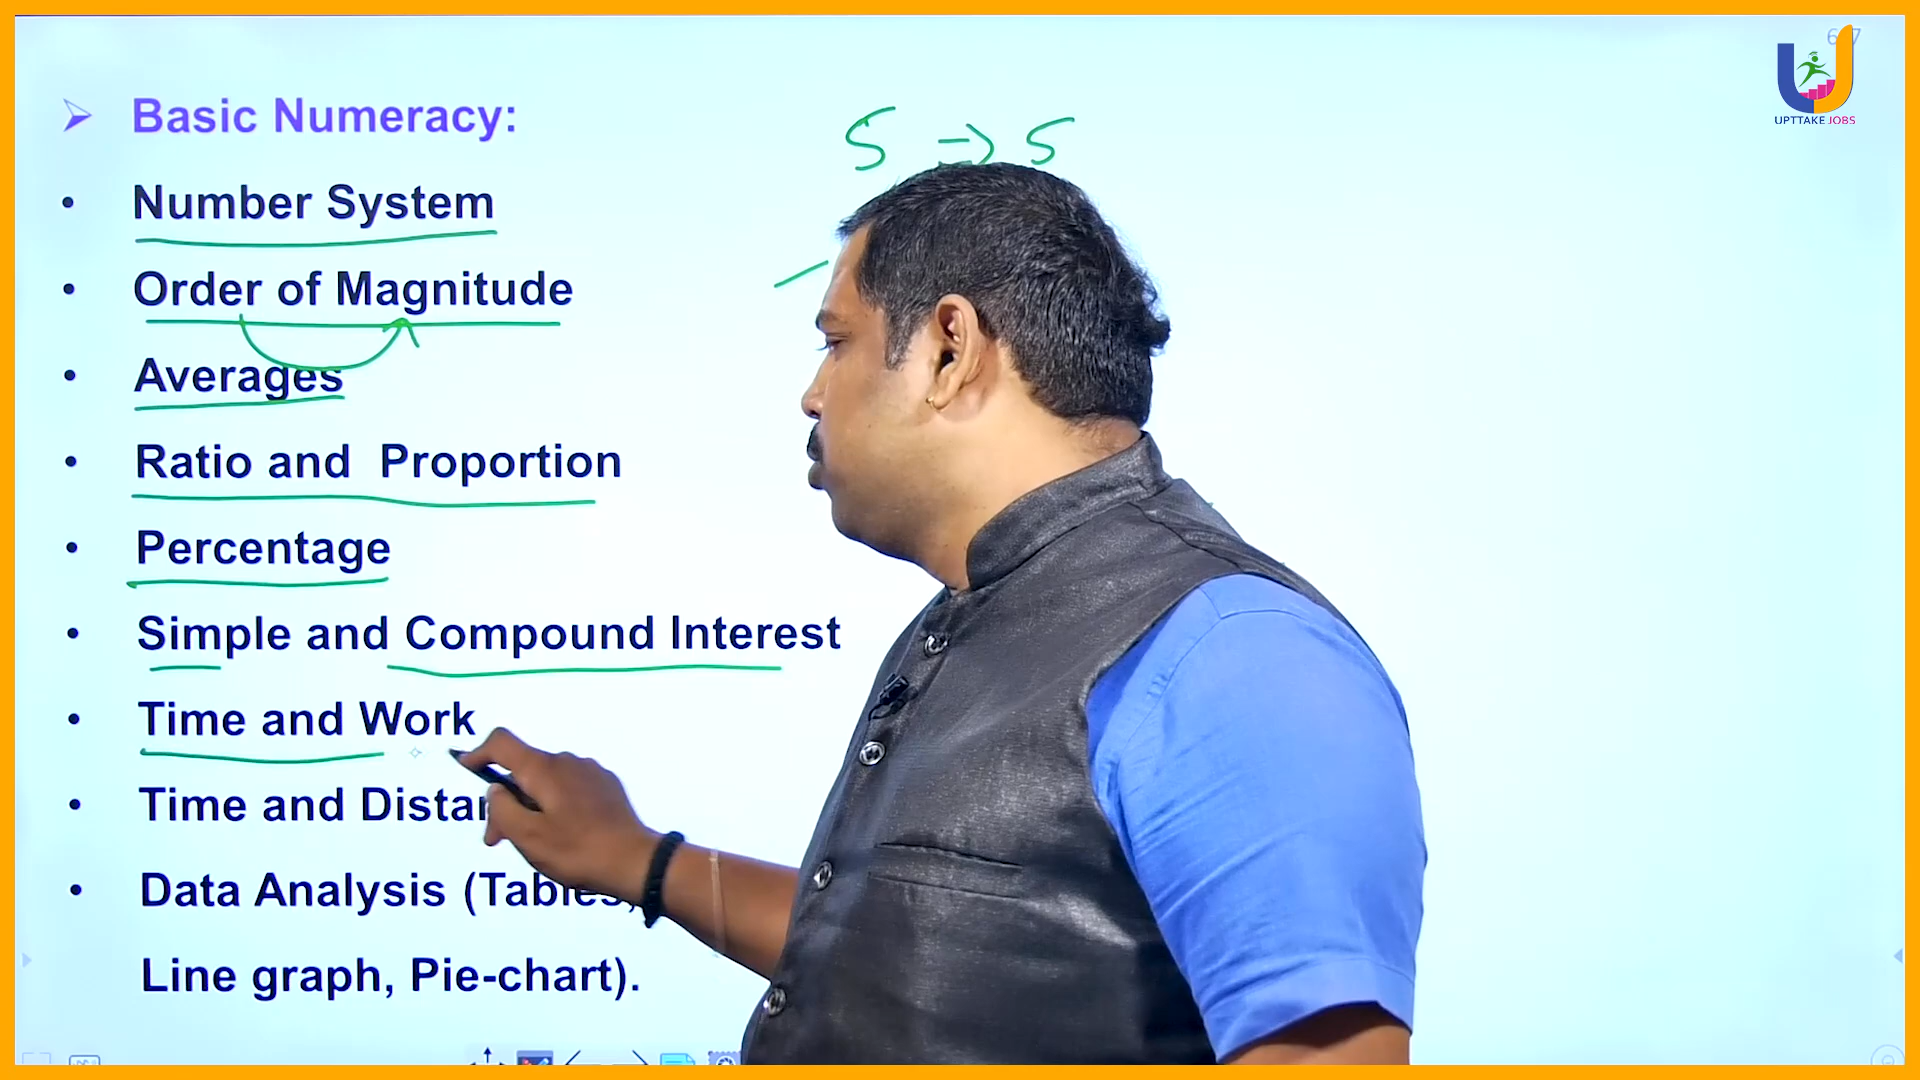 Basic Numeracy:
S => S
• Number System
• Order of Magnitude
• Averages
• Ratio and Proportion
• Percentage
• Simple and Compound Interest
• Time and Work
• Time and
• Data Analysis (Tables,
Line graph, Pie-chart).
UPTTAKE JOBS